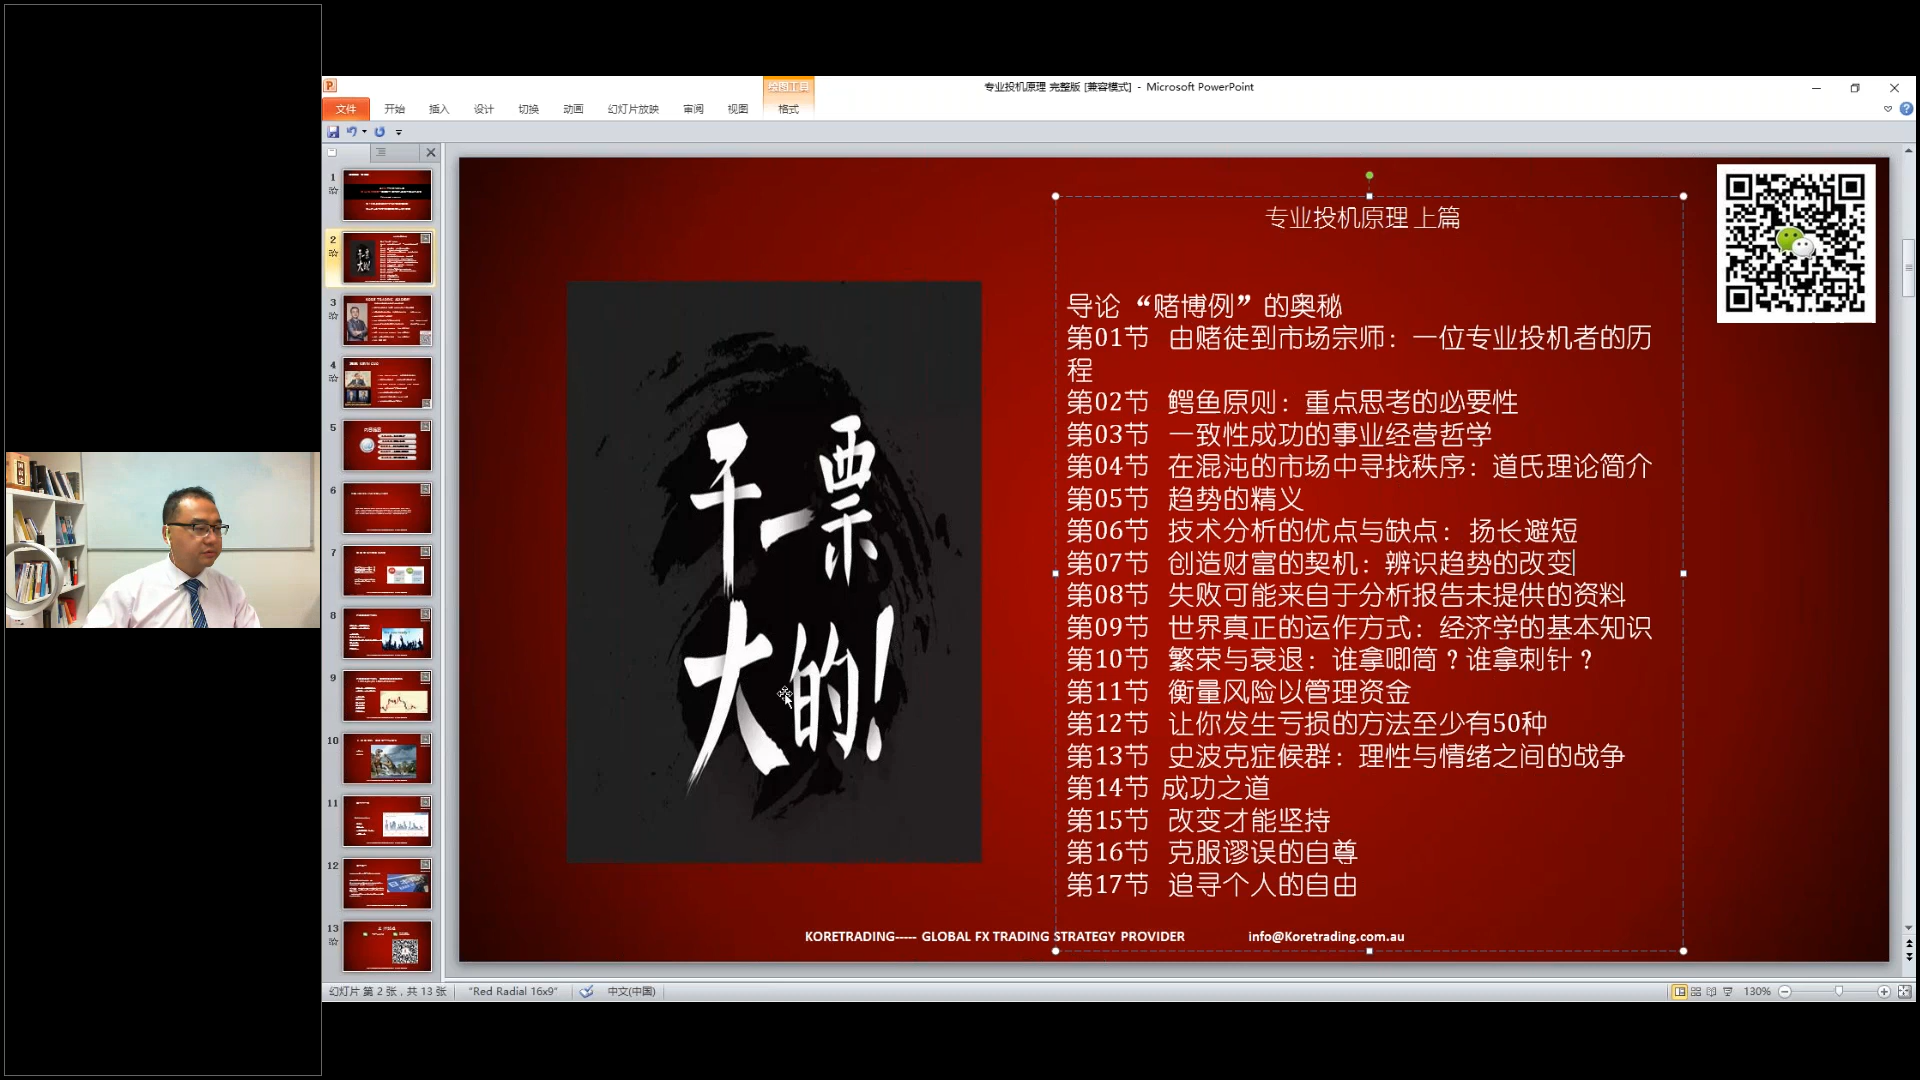 专业投机原理 完整版 [兼容模式] - Microsoft PowerPoint
绘图工具
文件 开始 插入 设计 切换 动画 幻灯片放映 审阅 视图 格式
专业投机原理 上篇
导论 “赌博例”的奥秘
第01节 由赌徒到市场宗师：一位专业投机者的历
程
第02节 鳄鱼原则：重点思考的必要性
第03节 一致性成功的事业经营哲学
第04节 在混沌的市场中寻找秩序：道氏理论简介
第05节 趋势的精义
第06节 技术分析的优点与缺点：扬长避短
第07节 创造财富的契机：辨识趋势的改变
第08节 失败可能来自于分析报告未提供的资料
第09节 世界真正的运作方式：经济学的基本知识
第10节 繁荣与衰退：谁拿唧筒？谁拿刺针？
第11节 衡量风险以管理资金
第12节 让你发生亏损的方法至少有50种
第13节 史波克症候群：理性与情绪之间的战争
第14节 成功之道
第15节 改变才能坚持
第16节 克服谬误的自尊
第17节 追寻个人的自由
干一票
大的!
KORETRADING----- GLOBAL FX TRADING STRATEGY PROVIDER info@Koretrading.com.au
1
2
3
4
5
6
7
8
9
10
11
12
13
幻灯片 第 2 张，共 13 张 "Red Radial 16x9" 中文(中国) 130%